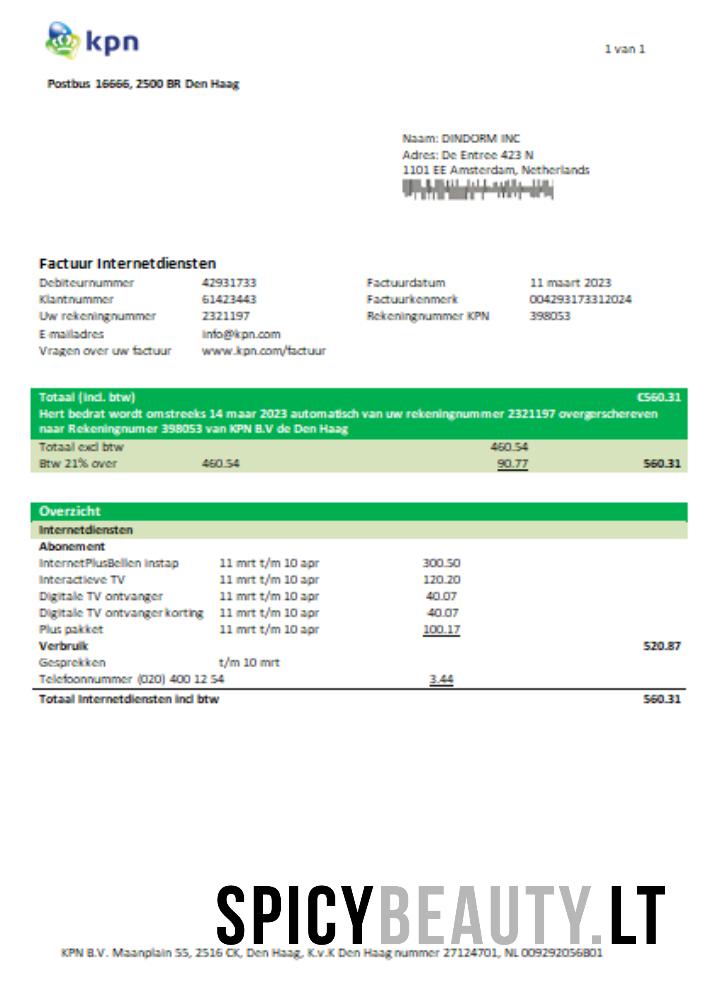 kpn
1 van 1
Postbus 16666, 2500 BR Den Haag
Naam: DINDORM INC
Adres: De Entree 423 N
1101 EE Amsterdam, Netherlands
Factuur Internetdiensten
Debiteurnummer 42931733 Factuurdatum 11 maart 2023
Klantnummer 61423443 Factuurkenmerk 004293173312024
Uw rekeningnummer 2321197 Rekeningnummer KPN 398053
E-mailadres info@kpn.com
Vragen over uw factuur www.kpn.com/factuur
Totaal (incl. btw) €560.31
Hert bedrat wordt omstreeks 14 maar 2023 automatisch van uw rekeningnummer 2321197 overgerschereven
naar Rekeningnumer 398053 van KPN B.V de Den Haag
Totaal excl btw 460.54
Btw 21% over 460.54 90.77 560.31
Overzicht
Internetdiensten
Abonement
InternetPlusBellen instap 11 mrt t/m 10 apr 300.50
Interactieve TV 11 mrt t/m 10 apr 120.20
Digitale TV ontvanger 11 mrt t/m 10 apr 40.07
Digitale TV ontvanger korting 11 mrt t/m 10 apr 40.07
Plus pakket 11 mrt t/m 10 apr 100.17
Verbruik 520.87
Gesprekken t/m 10 mrt
Telefoonnummer (020) 400 12 54 3.44
Totaal Internetdiensten incl btw 560.31
SPICYBEAUTY.LT
KPN B.V. Maanplain 55, 2516 CK, Den Haag, K.v.K Den Haag nummer 27124701, NL 009292056B01